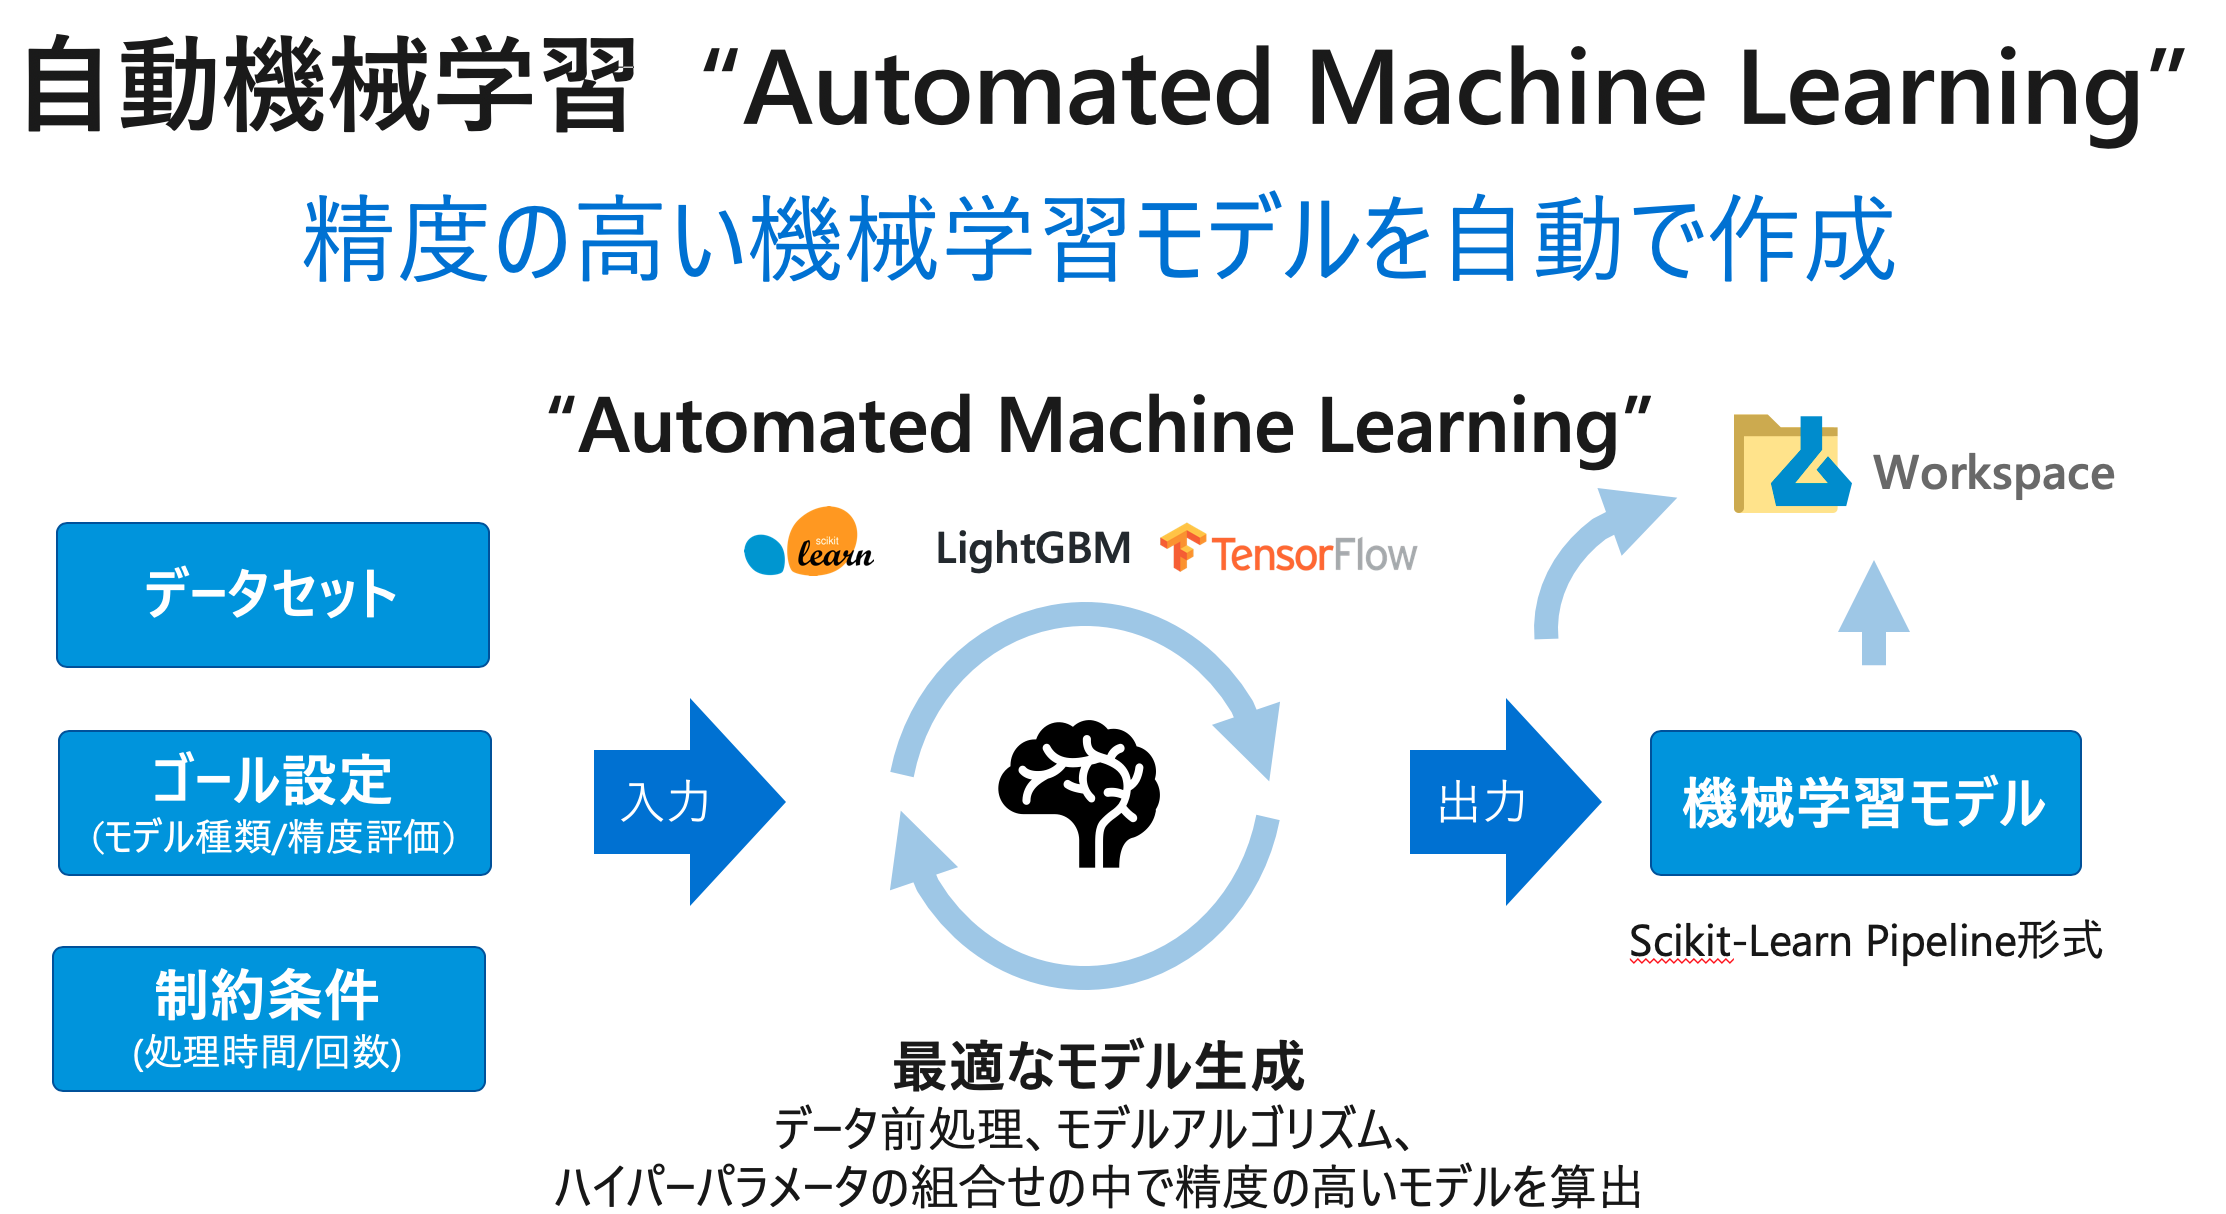 自動機械学習 “Automated Machine Learning”
精度の高い機械学習モデルを自動で作成
“Automated Machine Learning”
Workspace
scikit
learn
LightGBM
TensorFlow
データセット
ゴール設定
（モデル種類/精度評価）
制約条件
(処理時間/回数)
入力
出力
機械学習モデル
Scikit-Learn Pipeline形式
最適なモデル生成
データ前処理、モデルアルゴリズム、
ハイパーパラメータの組合せの中で精度の高いモデルを算出